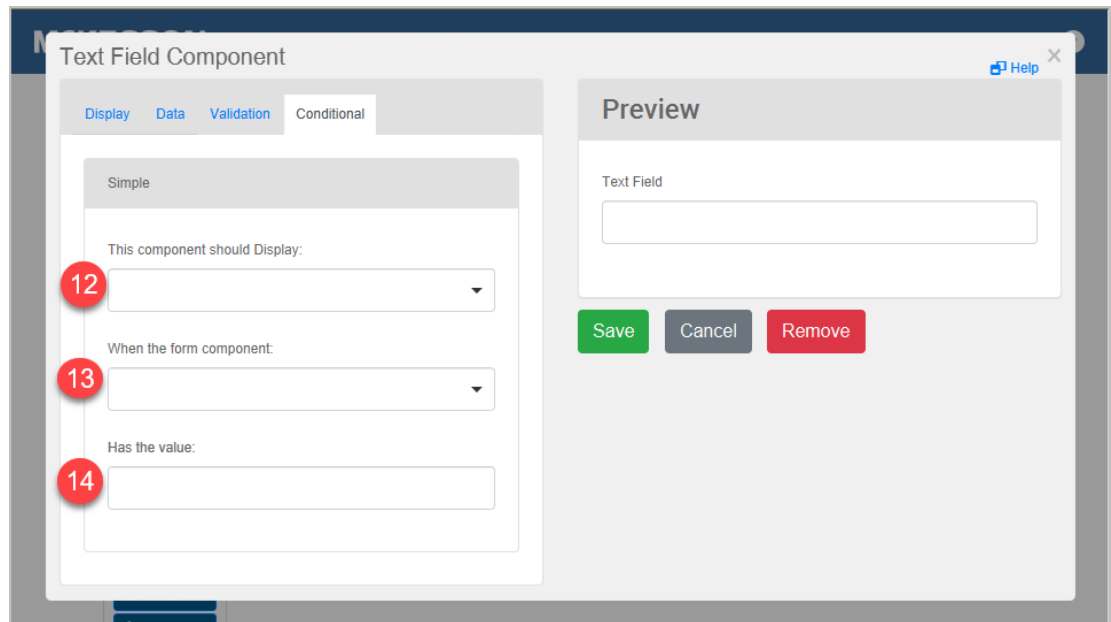 Text Field Component
Help
Display Data Validation Conditional
Simple
This component should Display:
12
When the form component:
13
Has the value:
14
Preview
Text Field
Save Cancel Remove